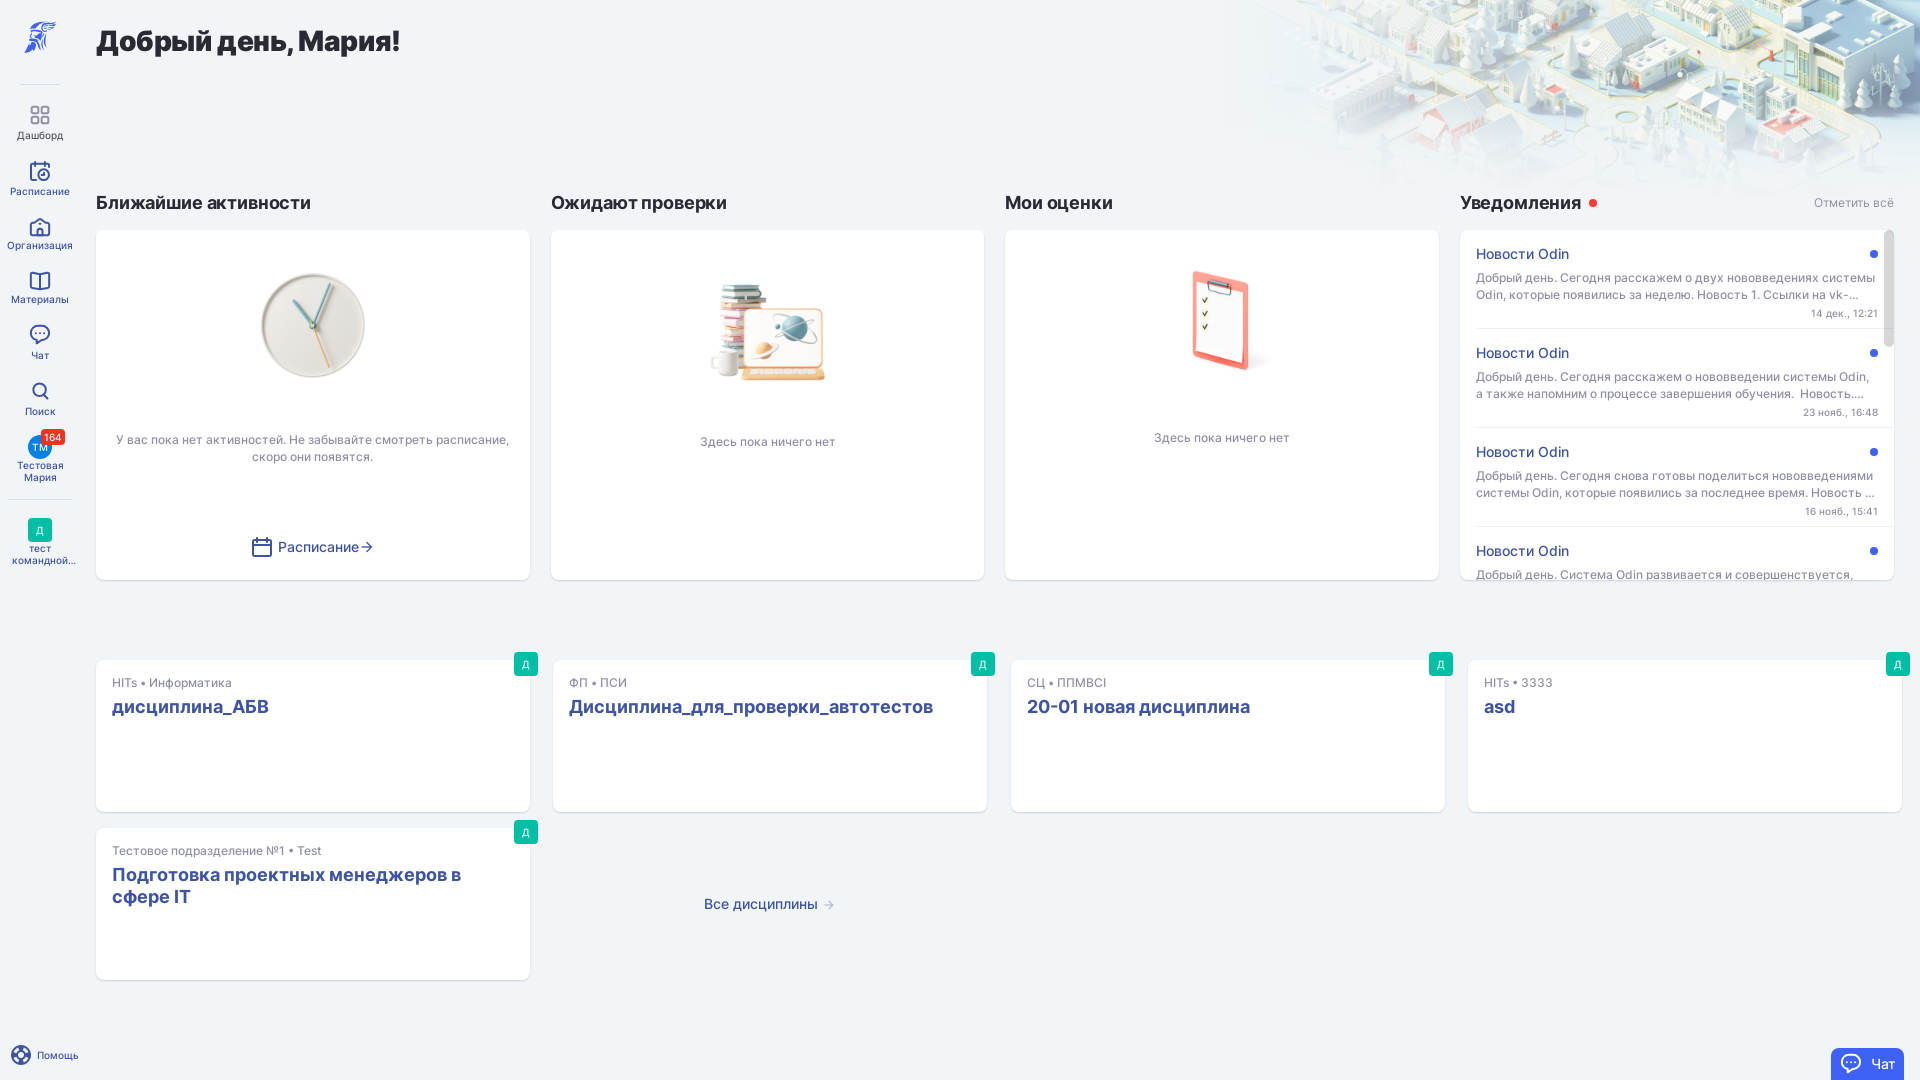 Добрый день, Мария!
Дашборд
Расписание
Организация
Материалы
Чат
Поиск
ТМ
164
Тестовая
Мария
Д
тест
командной...
Помощь
Ближайшие активности
У вас пока нет активностей. Не забывайте смотреть расписание,
скоро они появятся.
Расписание
Ожидают проверки
Здесь пока ничего нет
Мои оценки
Здесь пока ничего нет
Уведомления
Отметить всё
Новости Odin
Добрый день. Сегодня расскажем о двух нововведениях системы
Odin, которые появились за неделю. Новость 1. Ссылки на vk-...
14 дек., 12:21
Новости Odin
Добрый день. Сегодня расскажем о нововведении системы Odin,
а также напомним о процессе завершения обучения. Новость....
23 нояб., 16:48
Новости Odin
Добрый день. Сегодня снова готовы поделиться нововведениями
системы Odin, которые появились за последнее время. Новость ...
16 нояб., 15:41
Новости Odin
Добрый день. Система Odin развивается и совершенствуется,
Д
HITs • Информатика
дисциплина_АБВ
Д
ФП • ПСИ
Дисциплина_для_проверки_автотестов
Д
СЦ • ППМВСІ
20-01 новая дисциплина
Д
HITs • 3333
asd
Д
Тестовое подразделение №1 • Test
Подготовка проектных менеджеров в
сфере IT
Все дисциплины
Чат